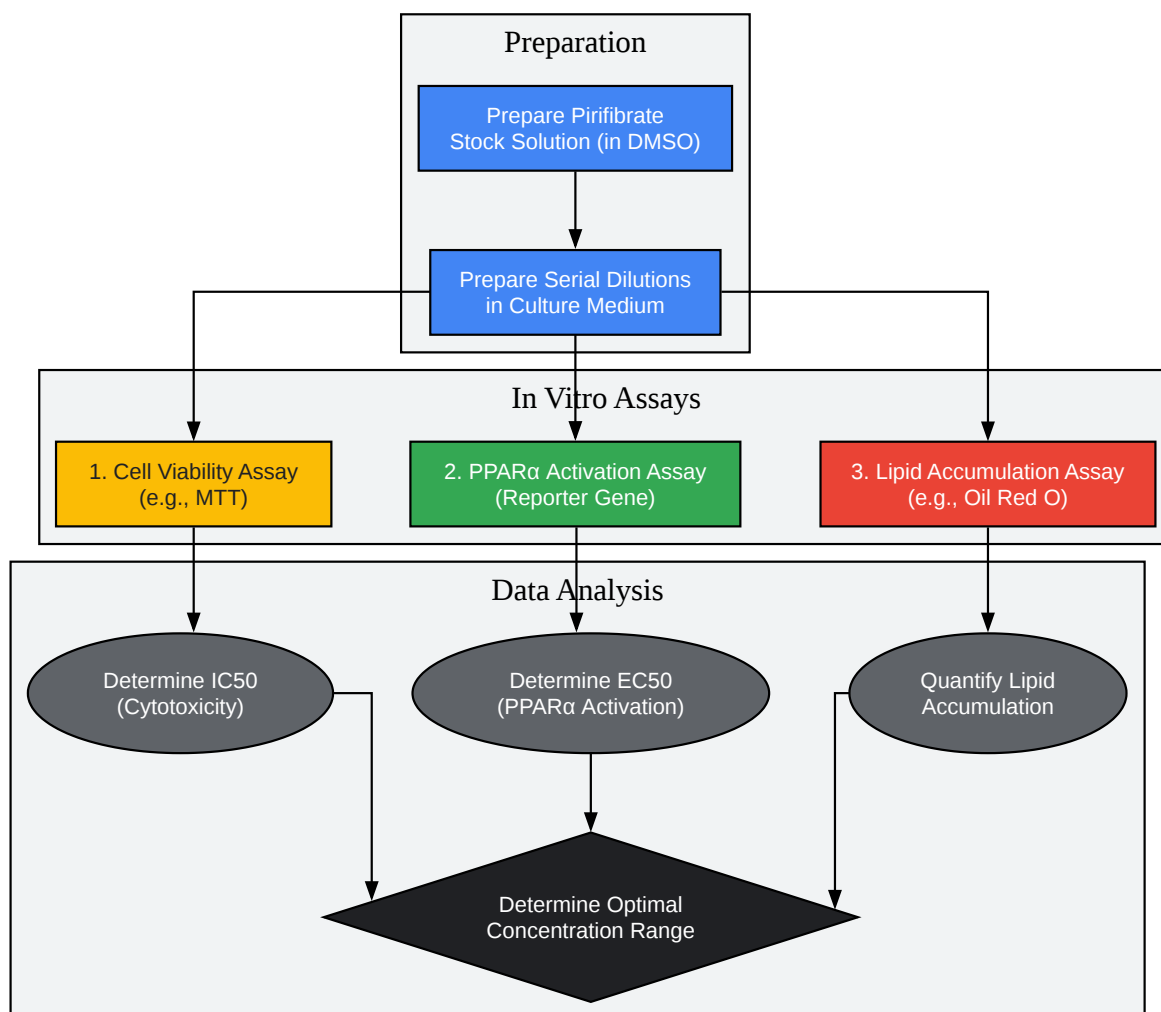 Preparation
Prepare Pirifibrate
Stock Solution (in DMSO)
Prepare Serial Dilutions
in Culture Medium
In Vitro Assays
1. Cell Viability Assay
(e.g., MTT)
2. PPARα Activation Assay
(Reporter Gene)
3. Lipid Accumulation Assay
(e.g., Oil Red O)
Data Analysis
Determine IC50
(Cytotoxicity)
Determine EC50
(PPARα Activation)
Quantify Lipid
Accumulation
Determine Optimal
Concentration Range